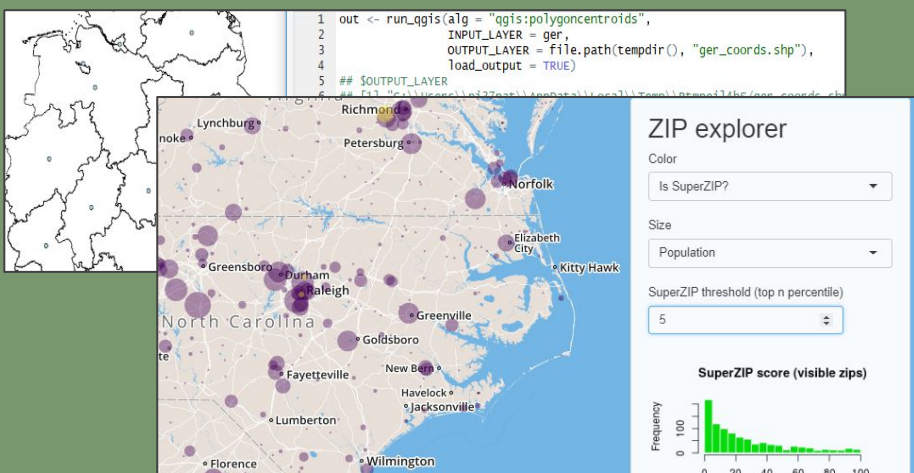 1 out <- run_qgis(alg = "qgis:polygoncentroids",
2 INPUT_LAYER = ger,
3 OUTPUT_LAYER = file.path(tempdir(), "ger_coords.shp"),
4 load_output = TRUE)
5 ## $OUTPUT_LAYER
Richmond
Lynchburg
noke
Petersburg
Norfolk
Elizabeth
City
Kitty Hawk
Greensboro
Durham
Raleigh
North Carolina
Greenville
Goldsboro
te
New Bern
Fayetteville
Havelock
Jacksonville
Lumberton
Wilmington
Florence
ZIP explorer
Color
Is SuperZIP?
Size
Population
SuperZIP threshold (top n percentile)
5
SuperZIP score (visible zips)
Frequency
0 100
0 20 40 60 80 100